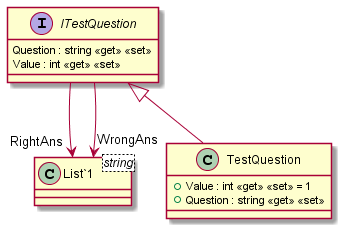 I ITestQuestion
Question : string «get» «set»
Value : int «get» «set»
RightAns
WrongAns
C List`1
string
C TestQuestion
Value : int «get» «set» = 1
Question : string «get» «set»